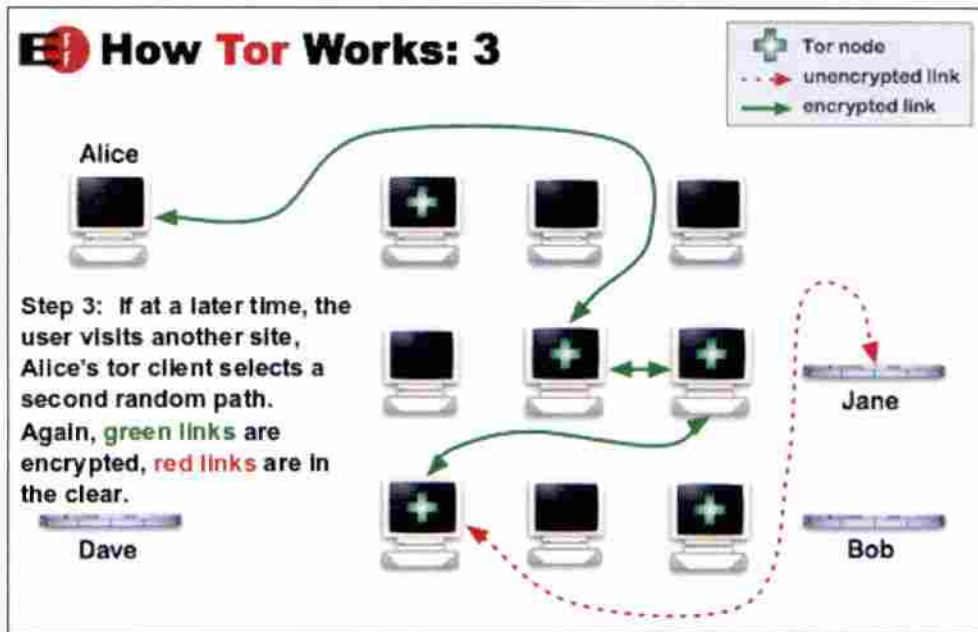 EFF How Tor Works: 3
Tor node
unencrypted link
encrypted link
Alice
Step 3: If at a later time, the
user visits another site,
Alice's tor client selects a
second random path.
Again, green links are
encrypted, red links are in
the clear.
Jane
Dave
Bob